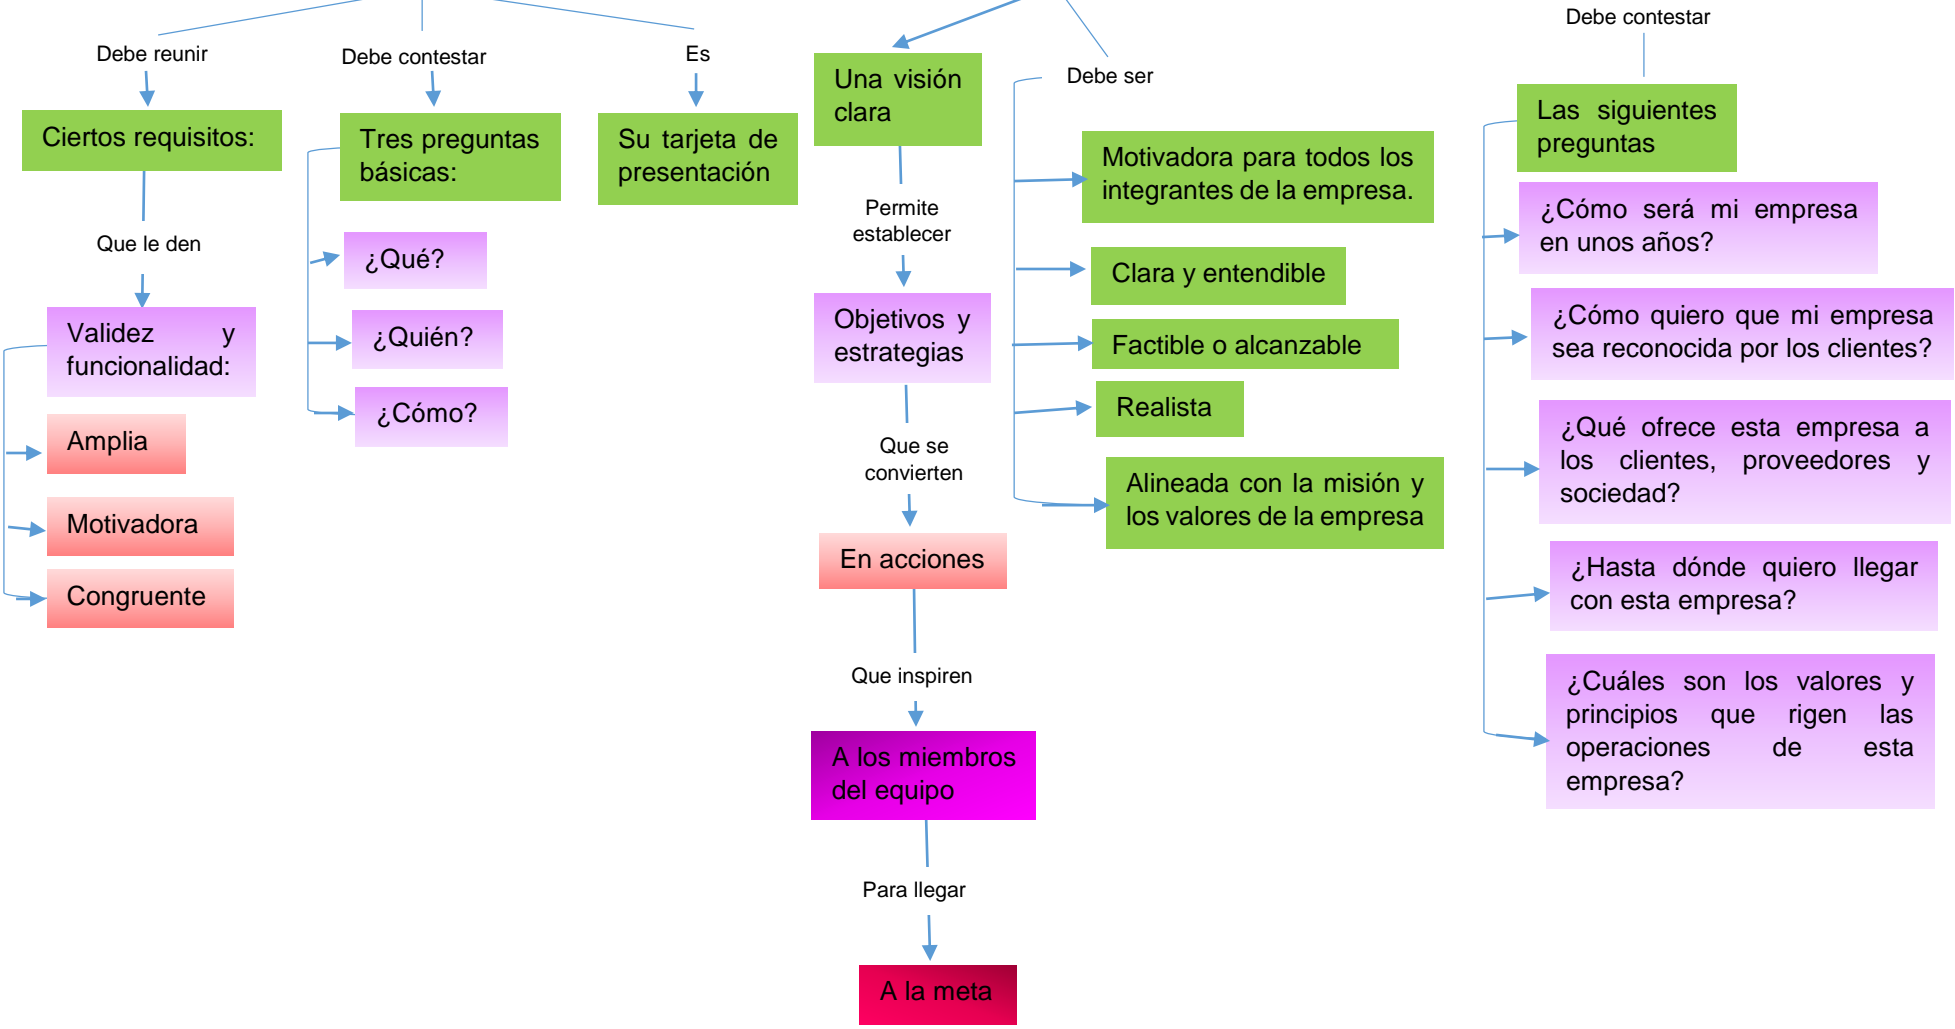 Debe reunir
Ciertos requisitos:
Que le den
Validez y
funcionalidad:
Amplia
Motivadora
Congruente
Debe contestar
Tres preguntas
básicas:
¿Qué?
¿Quién?
¿Cómo?
Es
Su tarjeta de
presentación
Una visión
clara
Permite
establecer
Objetivos y
estrategias
Que se
convierten
En acciones
Que inspiren
A los miembros
del equipo
Para llegar
A la meta
Debe ser
Motivadora para todos los
integrantes de la empresa.
Clara y entendible
Factible o alcanzable
Realista
Alineada con la misión y
los valores de la empresa
Debe contestar
Las siguientes
preguntas
¿Cómo será mi empresa
en unos años?
¿Cómo quiero que mi empresa
sea reconocida por los clientes?
¿Qué ofrece esta empresa a
los clientes, proveedores y
sociedad?
¿Hasta dónde quiero llegar
con esta empresa?
¿Cuáles son los valores y
principios que rigen las
operaciones de esta
empresa?